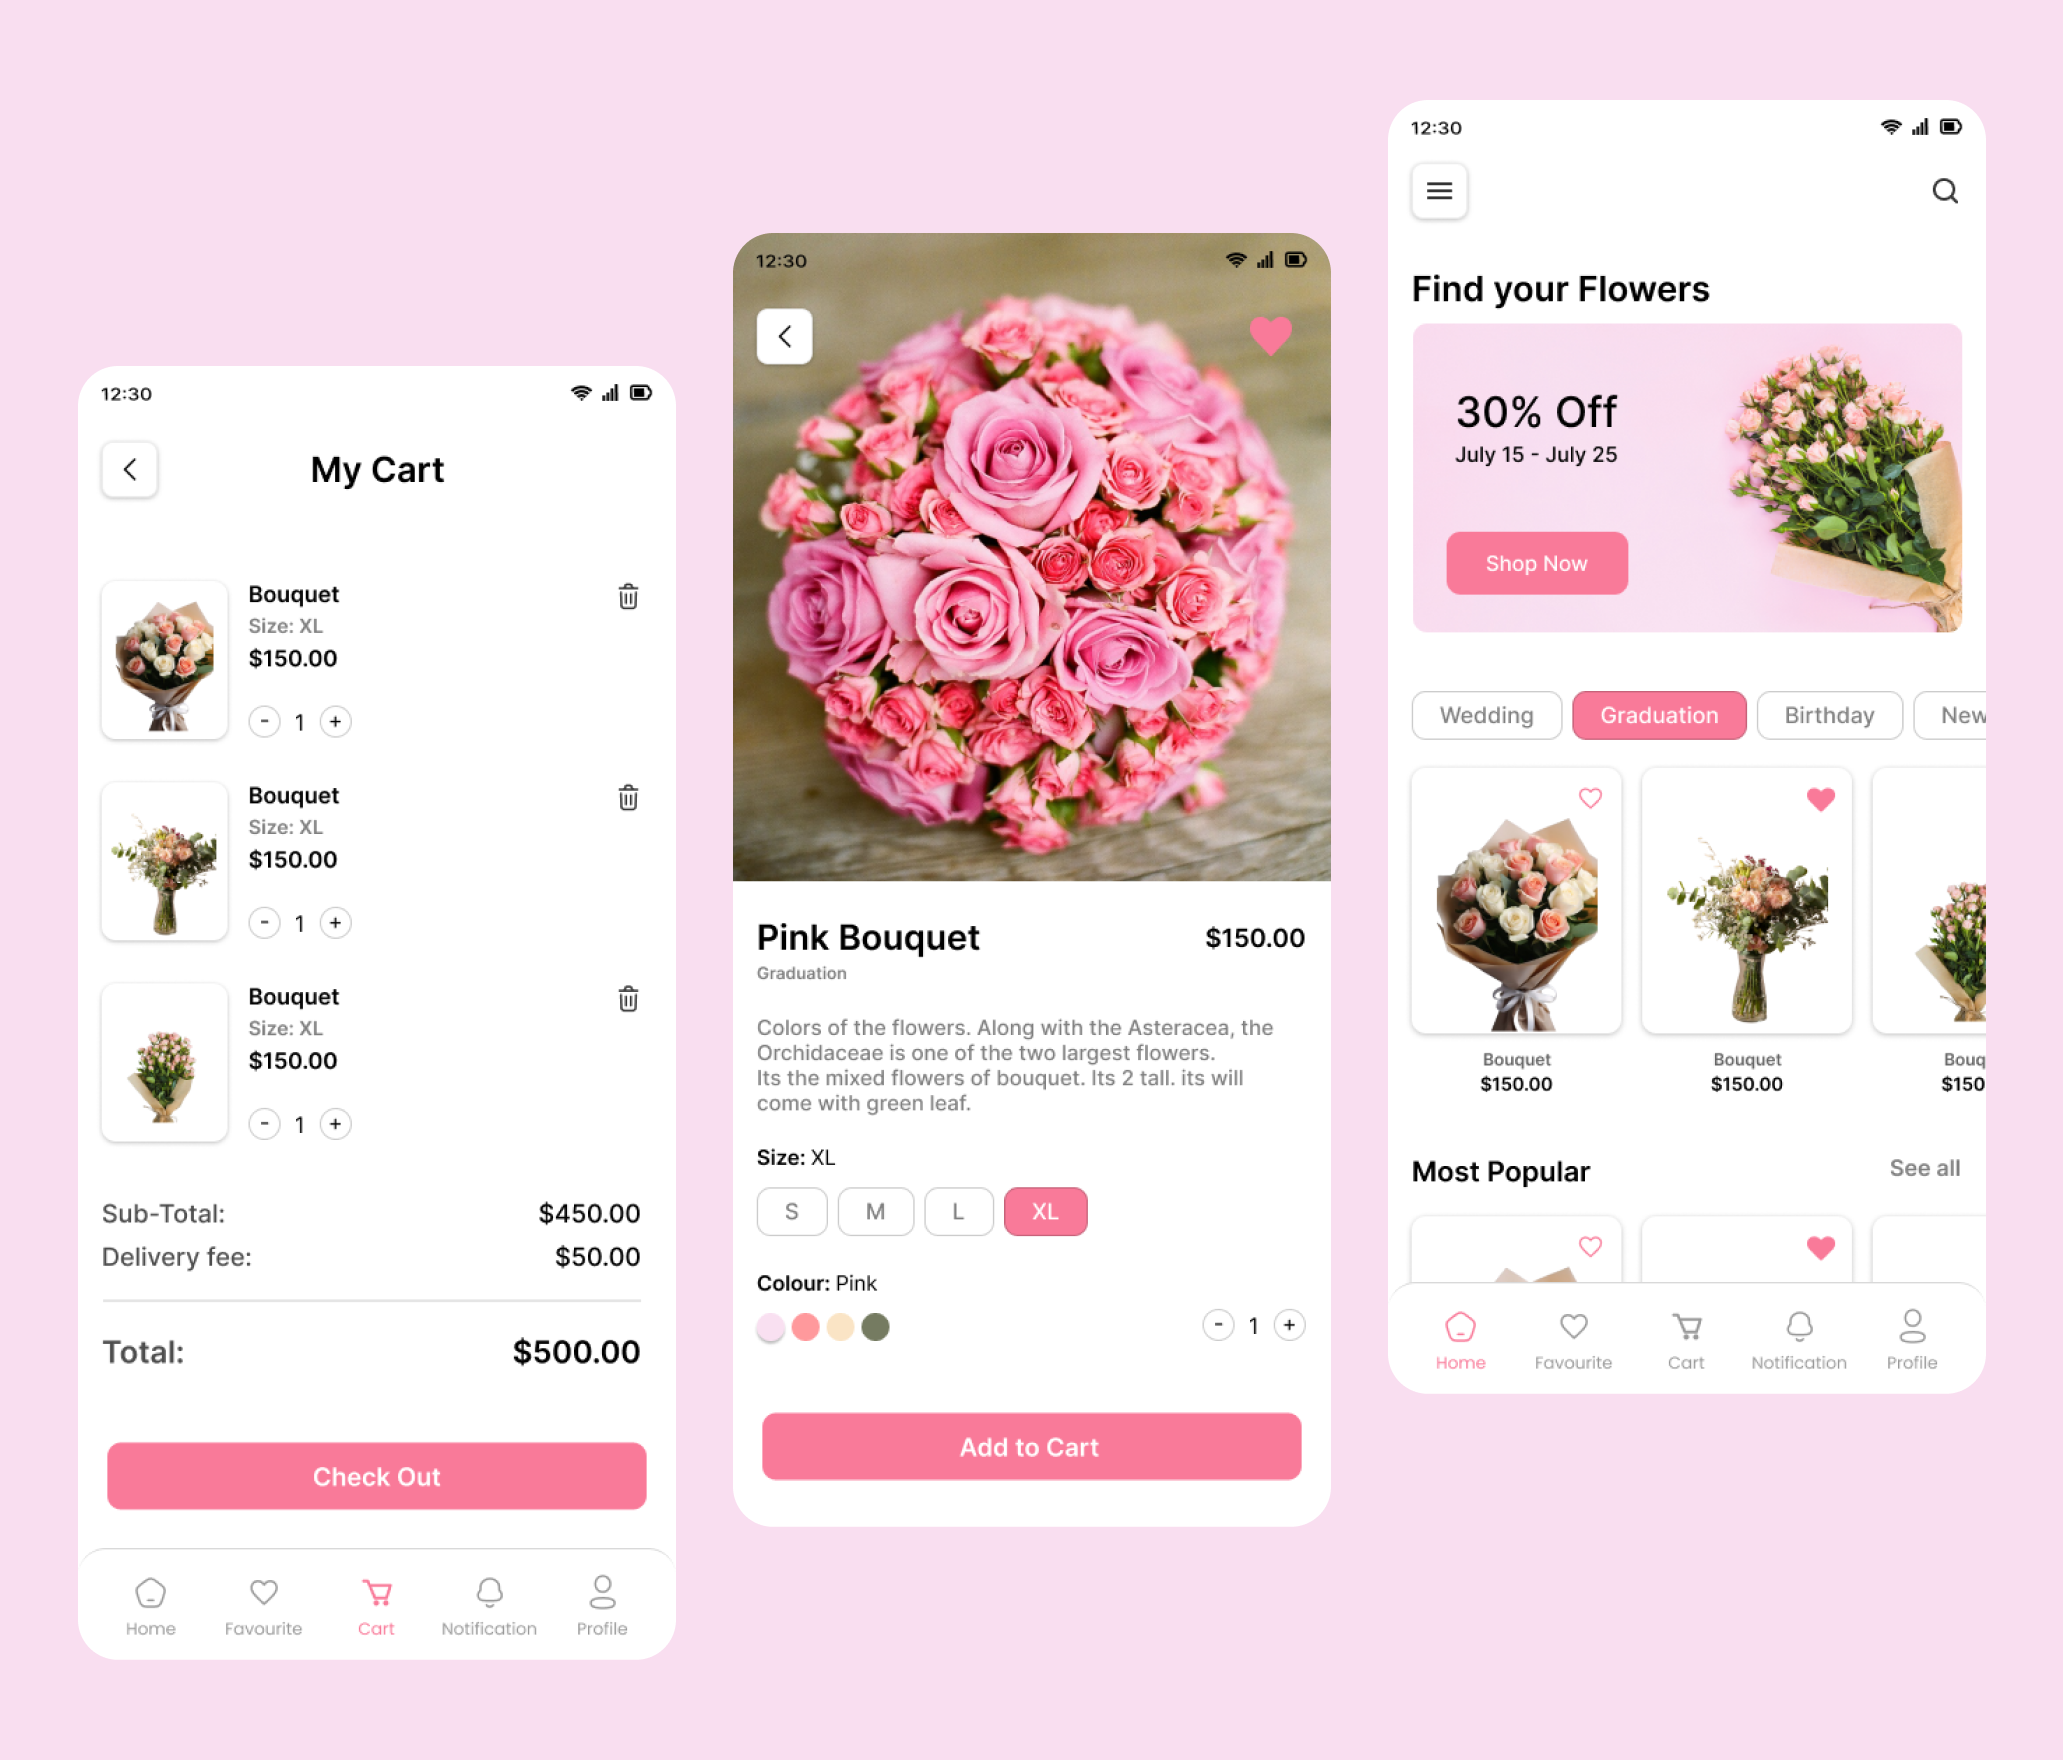 12:30
My Cart
Bouquet
Size: XL
$150.00
- 1 +
Bouquet
Size: XL
$150.00
- 1 +
Bouquet
Size: XL
$150.00
- 1 +
Sub-Total: $450.00
Delivery fee: $50.00
Total: $500.00
Check Out
Home Favourite Cart Notification Profile
12:30
Pink Bouquet $150.00
Graduation
Colors of the flowers. Along with the Asteracea, the
Orchidaceae is one of the two largest flowers.
Its the mixed flowers of bouquet. Its 2 tall. its will
come with green leaf.
Size: XL
S M L XL
Colour: Pink
- 1 +
Add to Cart
12:30
Find your Flowers
30% Off
July 15 - July 25
Shop Now
Wedding Graduation Birthday New
Bouquet Bouquet Bouq
$150.00 $150.00 $150
Most Popular See all
Home Favourite Cart Notification Profile